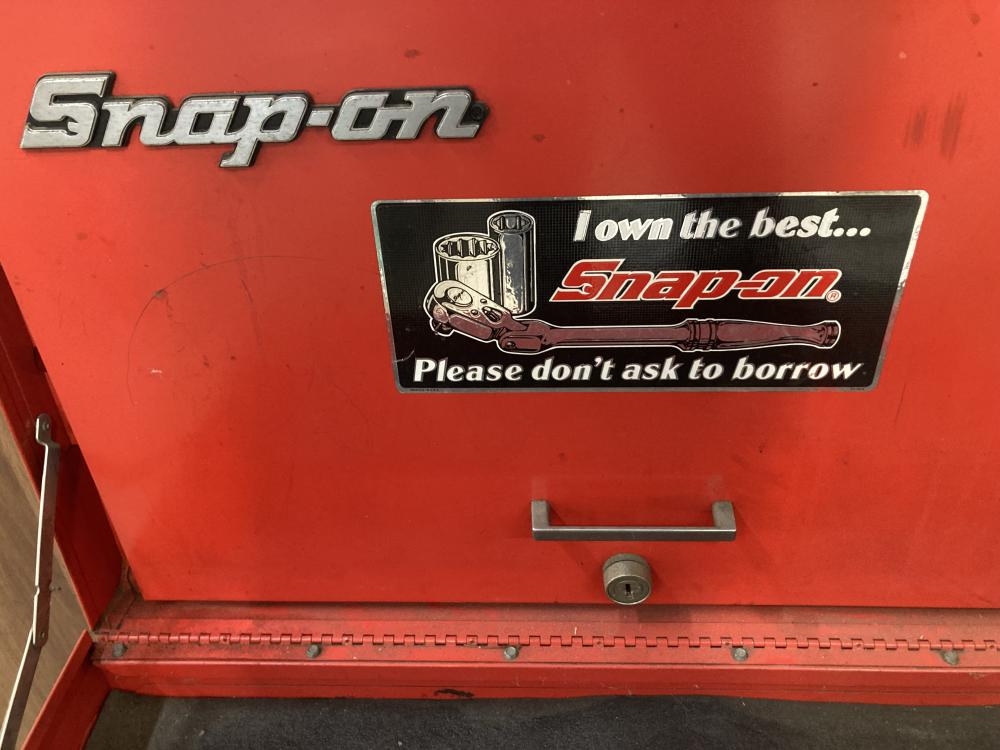 Snap-on
I own the best...
Snap-on®
Please don't ask to borrow